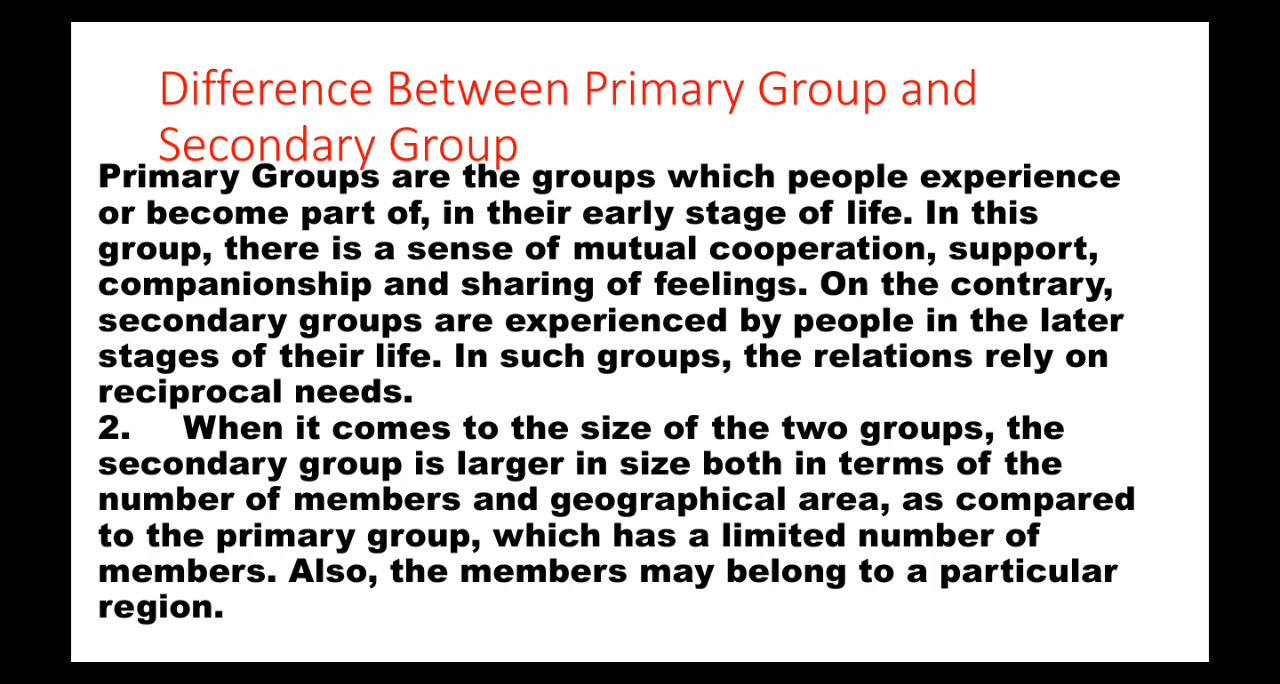 Difference Between Primary Group and
Secondary Group
Primary Groups are the groups which people experience
or become part of, in their early stage of life. In this
group, there is a sense of mutual cooperation, support,
companionship and sharing of feelings. On the contrary,
secondary groups are experienced by people in the later
stages of their life. In such groups, the relations rely on
reciprocal needs.
2. When it comes to the size of the two groups, the
secondary group is larger in size both in terms of the
number of members and geographical area, as compared
to the primary group, which has a limited number of
members. Also, the members may belong to a particular
region.